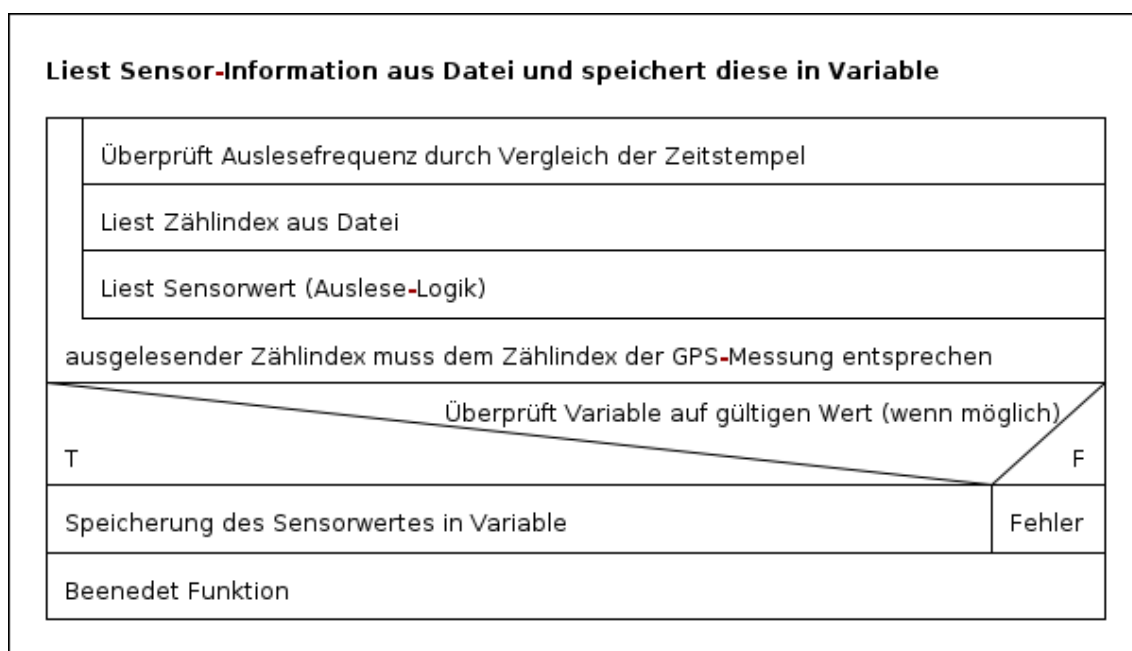 Liest Sensor-Information aus Datei und speichert diese in Variable
Überprüft Auslesefrequenz durch Vergleich der Zeitstempel
Liest Zählindex aus Datei
Liest Sensorwert (Auslese-Logik)
ausgelesender Zählindex muss dem Zählindex der GPS-Messung entsprechen
Überprüft Variable auf gültigen Wert (wenn möglich)
T
F
Speicherung des Sensorwertes in Variable
Fehler
Beenedet Funktion